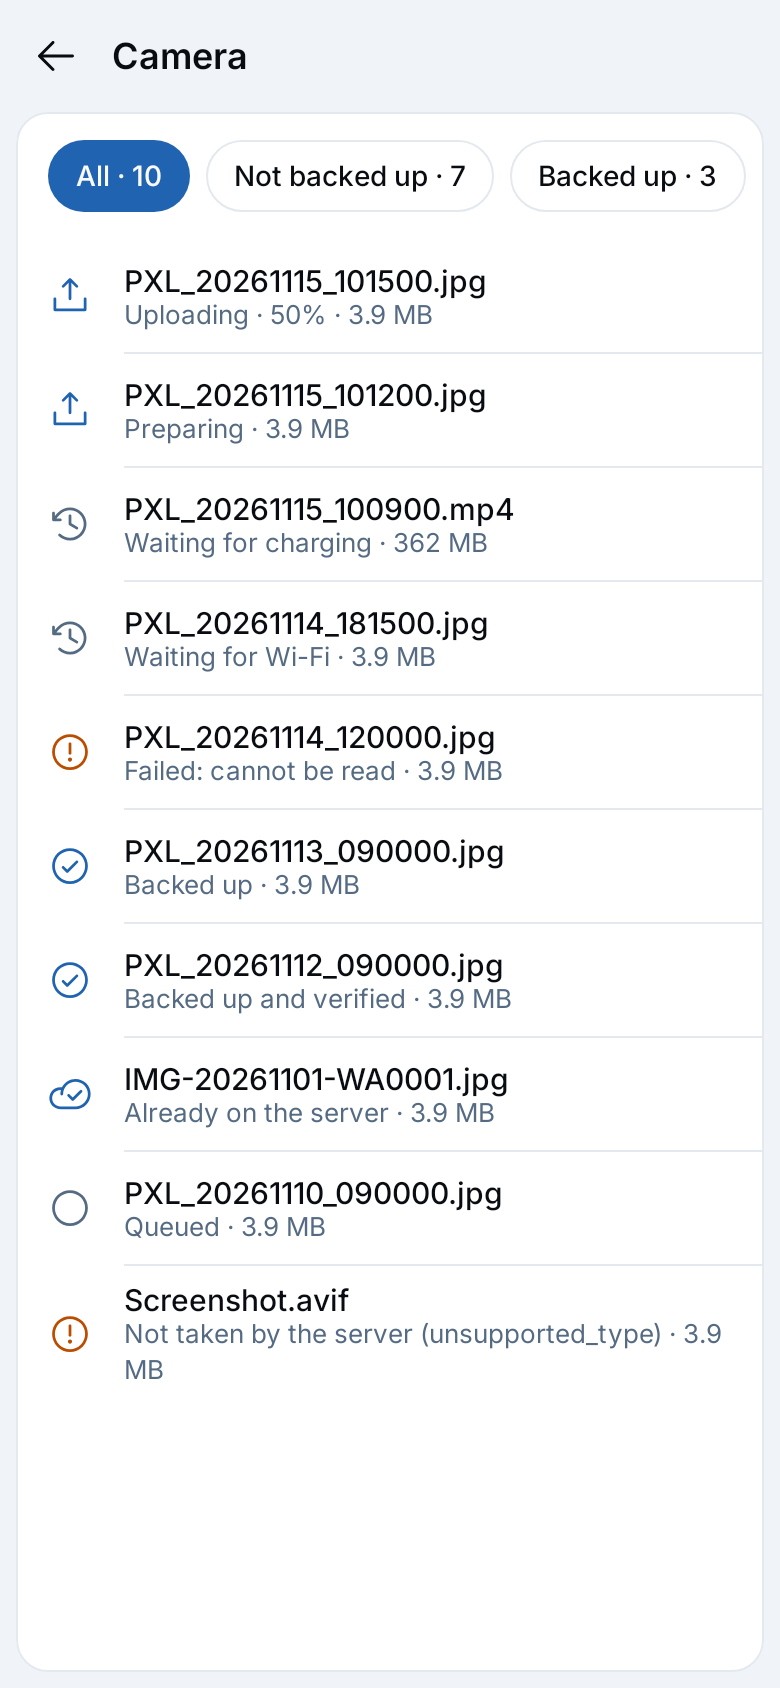 Camera
All · 10
Not backed up · 7
Backed up · 3
PXL_20261115_101500.jpg
Uploading · 50% · 3.9 MB
PXL_20261115_101200.jpg
Preparing · 3.9 MB
PXL_20261115_100900.mp4
Waiting for charging · 362 MB
PXL_20261114_181500.jpg
Waiting for Wi-Fi · 3.9 MB
PXL_20261114_120000.jpg
Failed: cannot be read · 3.9 MB
PXL_20261113_090000.jpg
Backed up · 3.9 MB
PXL_20261112_090000.jpg
Backed up and verified · 3.9 MB
IMG-20261101-WA0001.jpg
Already on the server · 3.9 MB
PXL_20261110_090000.jpg
Queued · 3.9 MB
Screenshot.avif
Not taken by the server (unsupported_type) · 3.9
MB